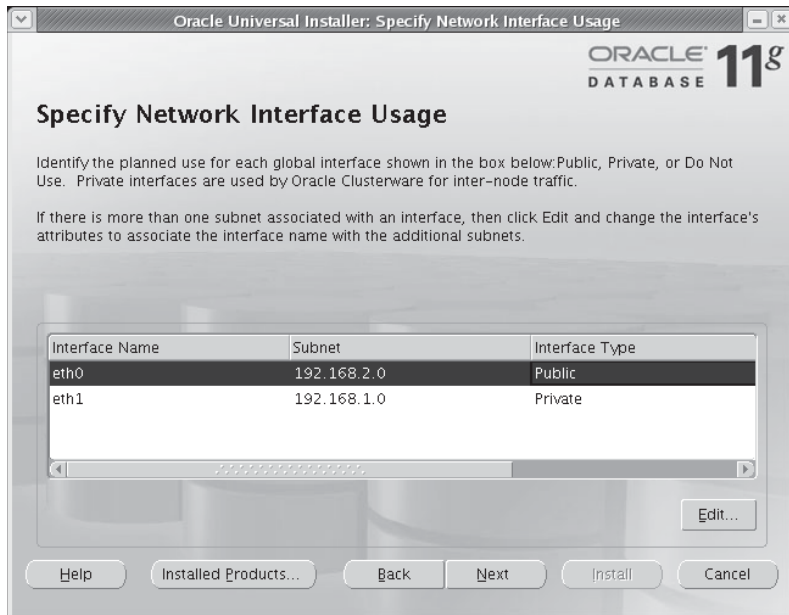 Oracle Universal Installer: Specify Network Interface Usage
ORACLE 11g
DATABASE
Specify Network Interface Usage
Identify the planned use for each global interface shown in the box below:Public, Private, or Do Not
Use. Private interfaces are used by Oracle Clusterware for inter-node traffic.
If there is more than one subnet associated with an interface, then click Edit and change the interface's
attributes to associate the interface name with the additional subnets.
Interface Name Subnet Interface Type
eth0 192.168.2.0 Public
eth1 192.168.1.0 Private
Edit...
Help Installed Products... Back Next Install Cancel